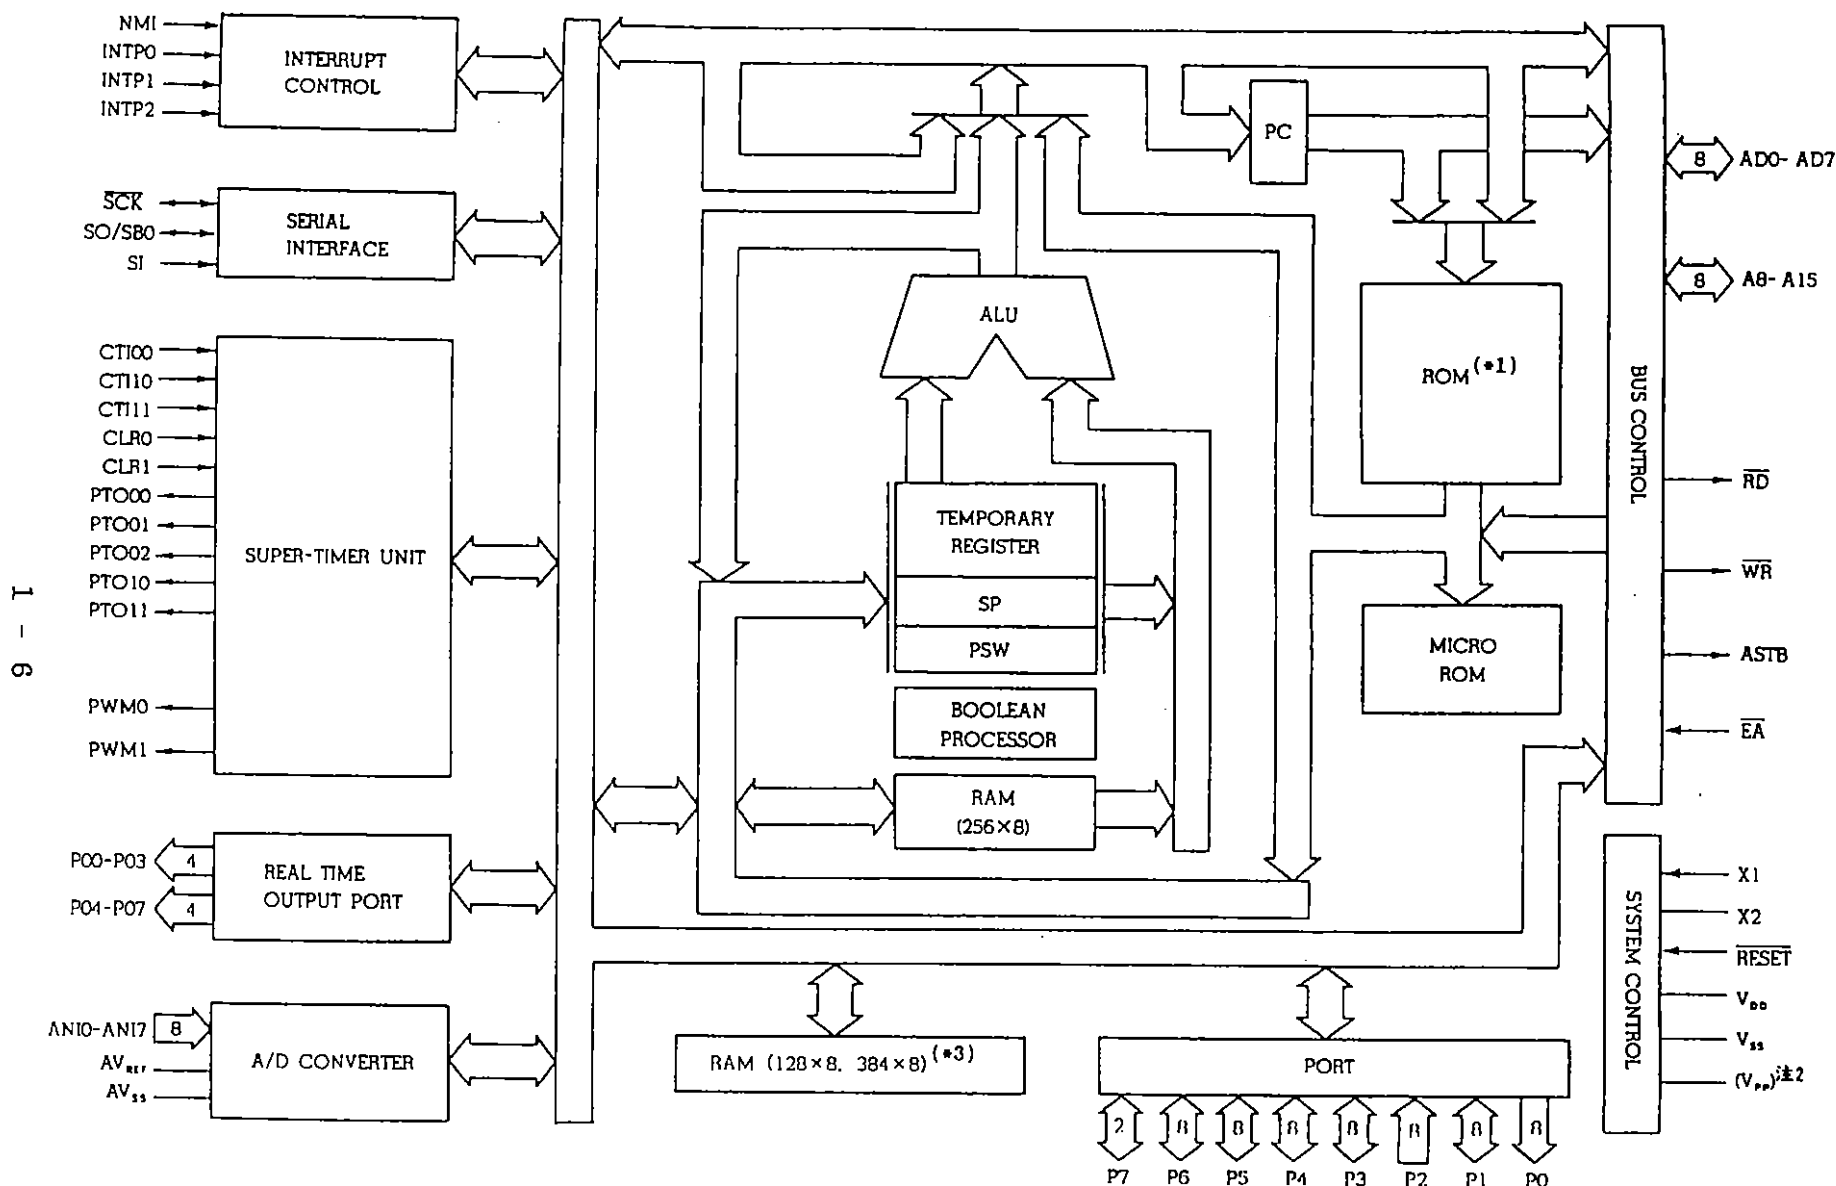 NMI
INTP0
INTP1
INTP2
INTERRUPT
CONTROL
SCK
SO/SB0
SI
SERIAL
INTERFACE
CTI00
CTI10
CTI11
CLR0
CLR1
PTO00
PTO01
PTO02
PTO10
PTO11
PWM0
PWM1
SUPER-TIMER UNIT
P00-P03
4
P04-P07
4
REAL TIME
OUTPUT PORT
ANI0-ANI7
8
AVREF
AVSS
A/D CONVERTER
PC
ALU
TEMPORARY
REGISTER
SP
PSW
BOOLEAN
PROCESSOR
RAM
(256×8)
ROM(*1)
MICRO
ROM
BUS CONTROL
8
AD0-AD7
8
A8-A15
RD
WR
ASTB
EA
SYSTEM CONTROL
X1
X2
RESET
VDD
VSS
(VPP)注2
RAM (128×8, 384×8)(*3)
PORT
2
8
8
8
8
8
8
8
P7
P6
P5
P4
P3
P2
P1
P0
1 - 6